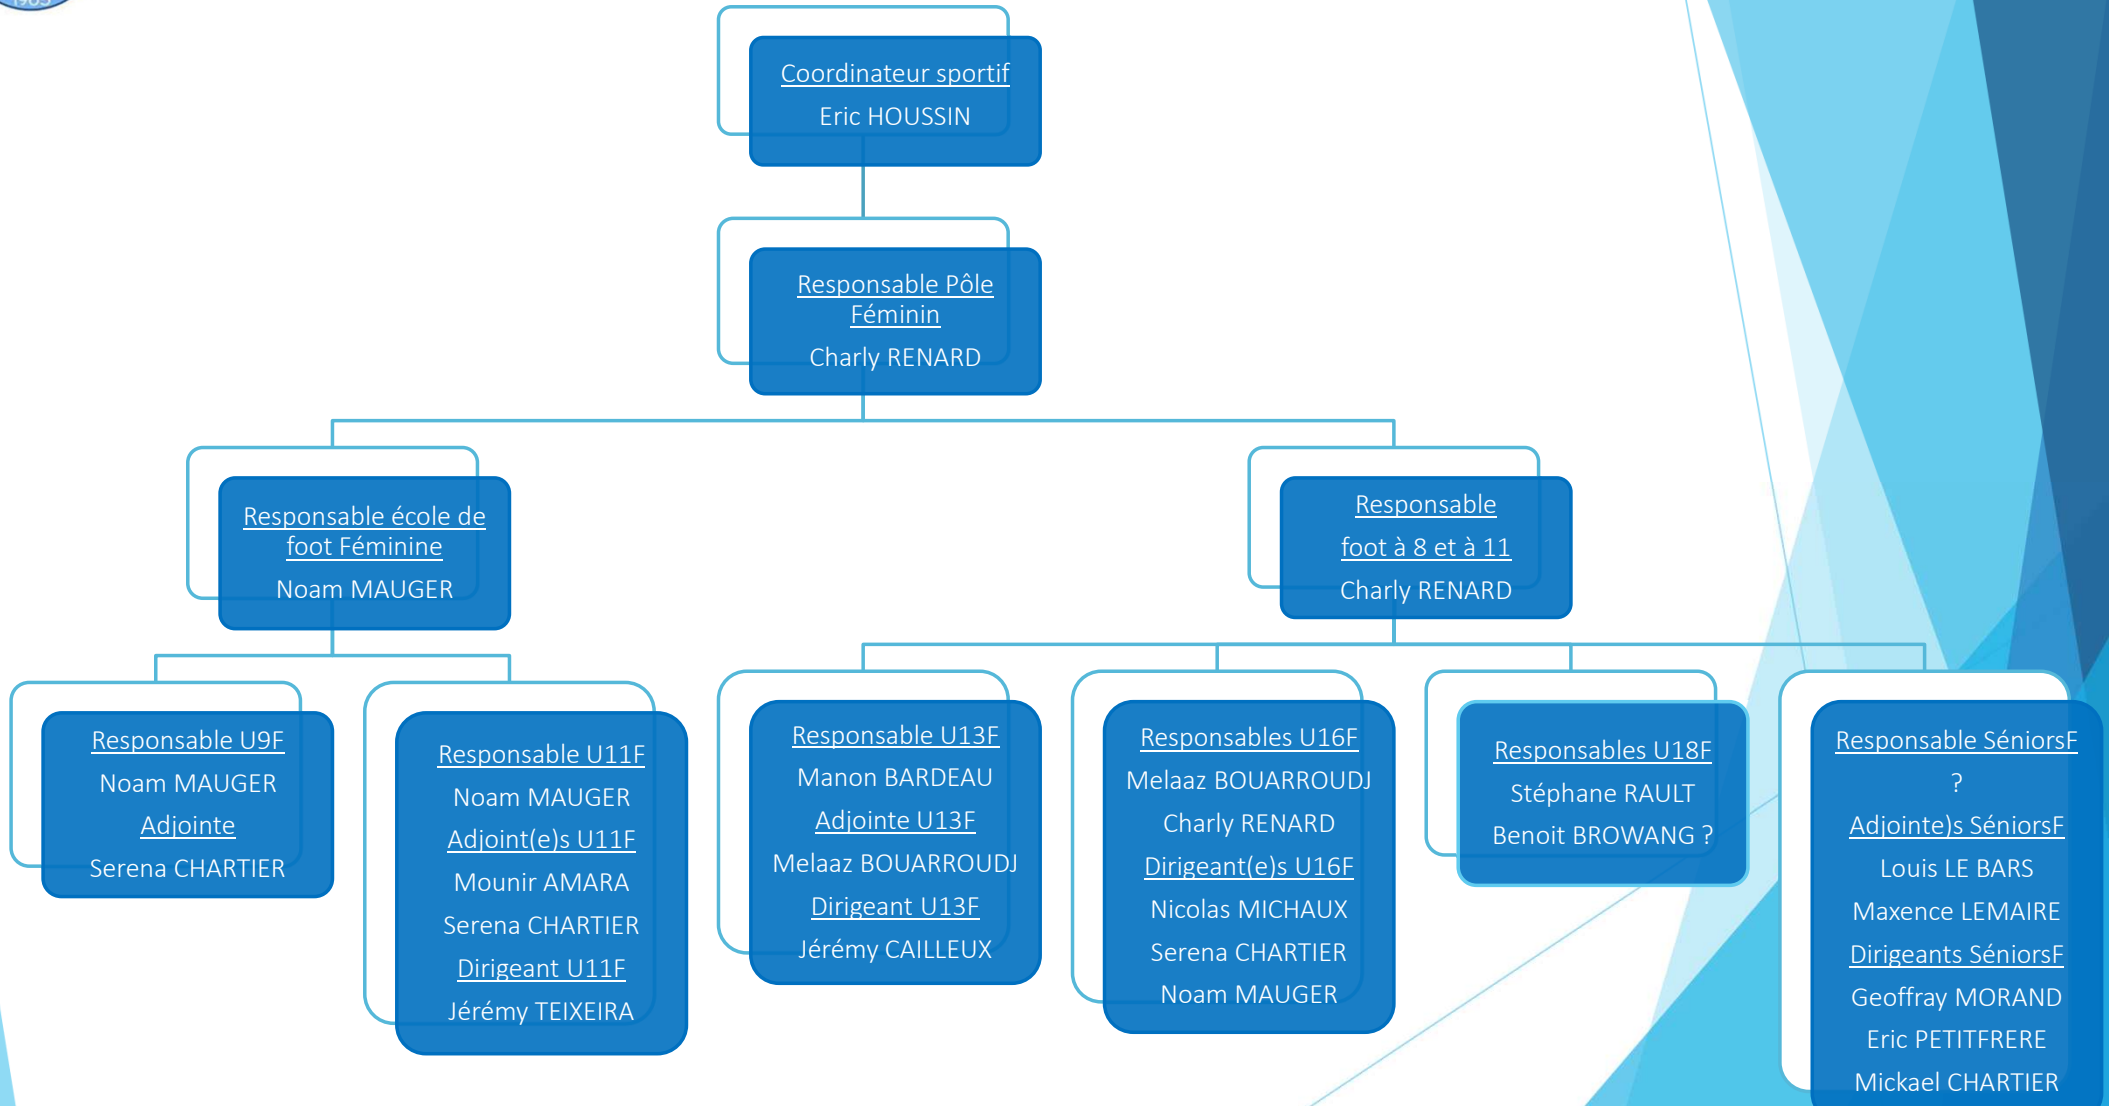 Coordinateur sportif
Eric HOUSSIN
Responsable Pôle
Féminin
Charly RENARD
Responsable école de
foot Féminine
Noam MAUGER
Responsable
foot à 8 et à 11
Charly RENARD
Responsable U9F
Noam MAUGER
Adjointe
Serena CHARTIER
Responsable U11F
Noam MAUGER
Adjoint(e)s U11F
Mounir AMARA
Serena CHARTIER
Dirigeant U11F
Jérémy TEIXEIRA
Responsable U13F
Manon BARDEAU
Adjointe U13F
Melaaz BOUARROUDJ
Dirigeant U13F
Jérémy CAILLEUX
Responsables U16F
Melaaz BOUARROUDJ
Charly RENARD
Dirigeant(e)s U16F
Nicolas MICHAUX
Serena CHARTIER
Noam MAUGER
Responsables U18F
Stéphane RAULT
Benoit BROWANG ?
Responsable SéniorsF
?
Adjointe)s SéniorsF
Louis LE BARS
Maxence LEMAIRE
Dirigeants SéniorsF
Geoffray MORAND
Eric PETITFRERE
Mickael CHARTIER